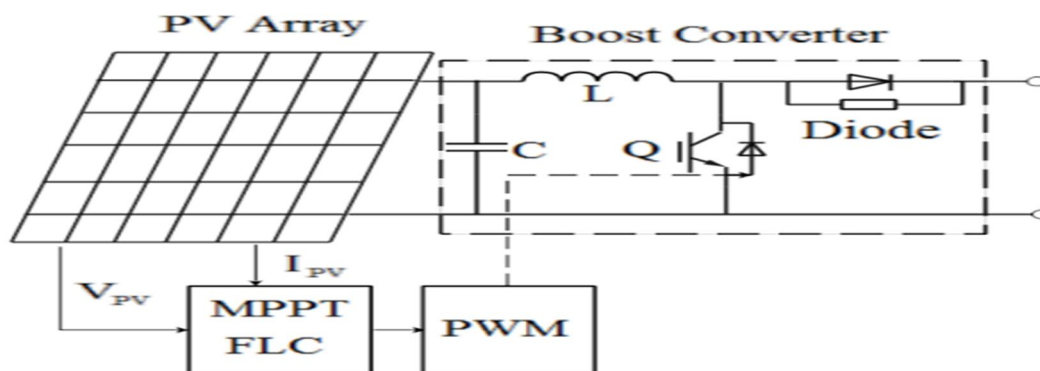 PV Array
Boost Converter
L
Diode
C
Q
I PV
V PV
MPPT
FLC
PWM